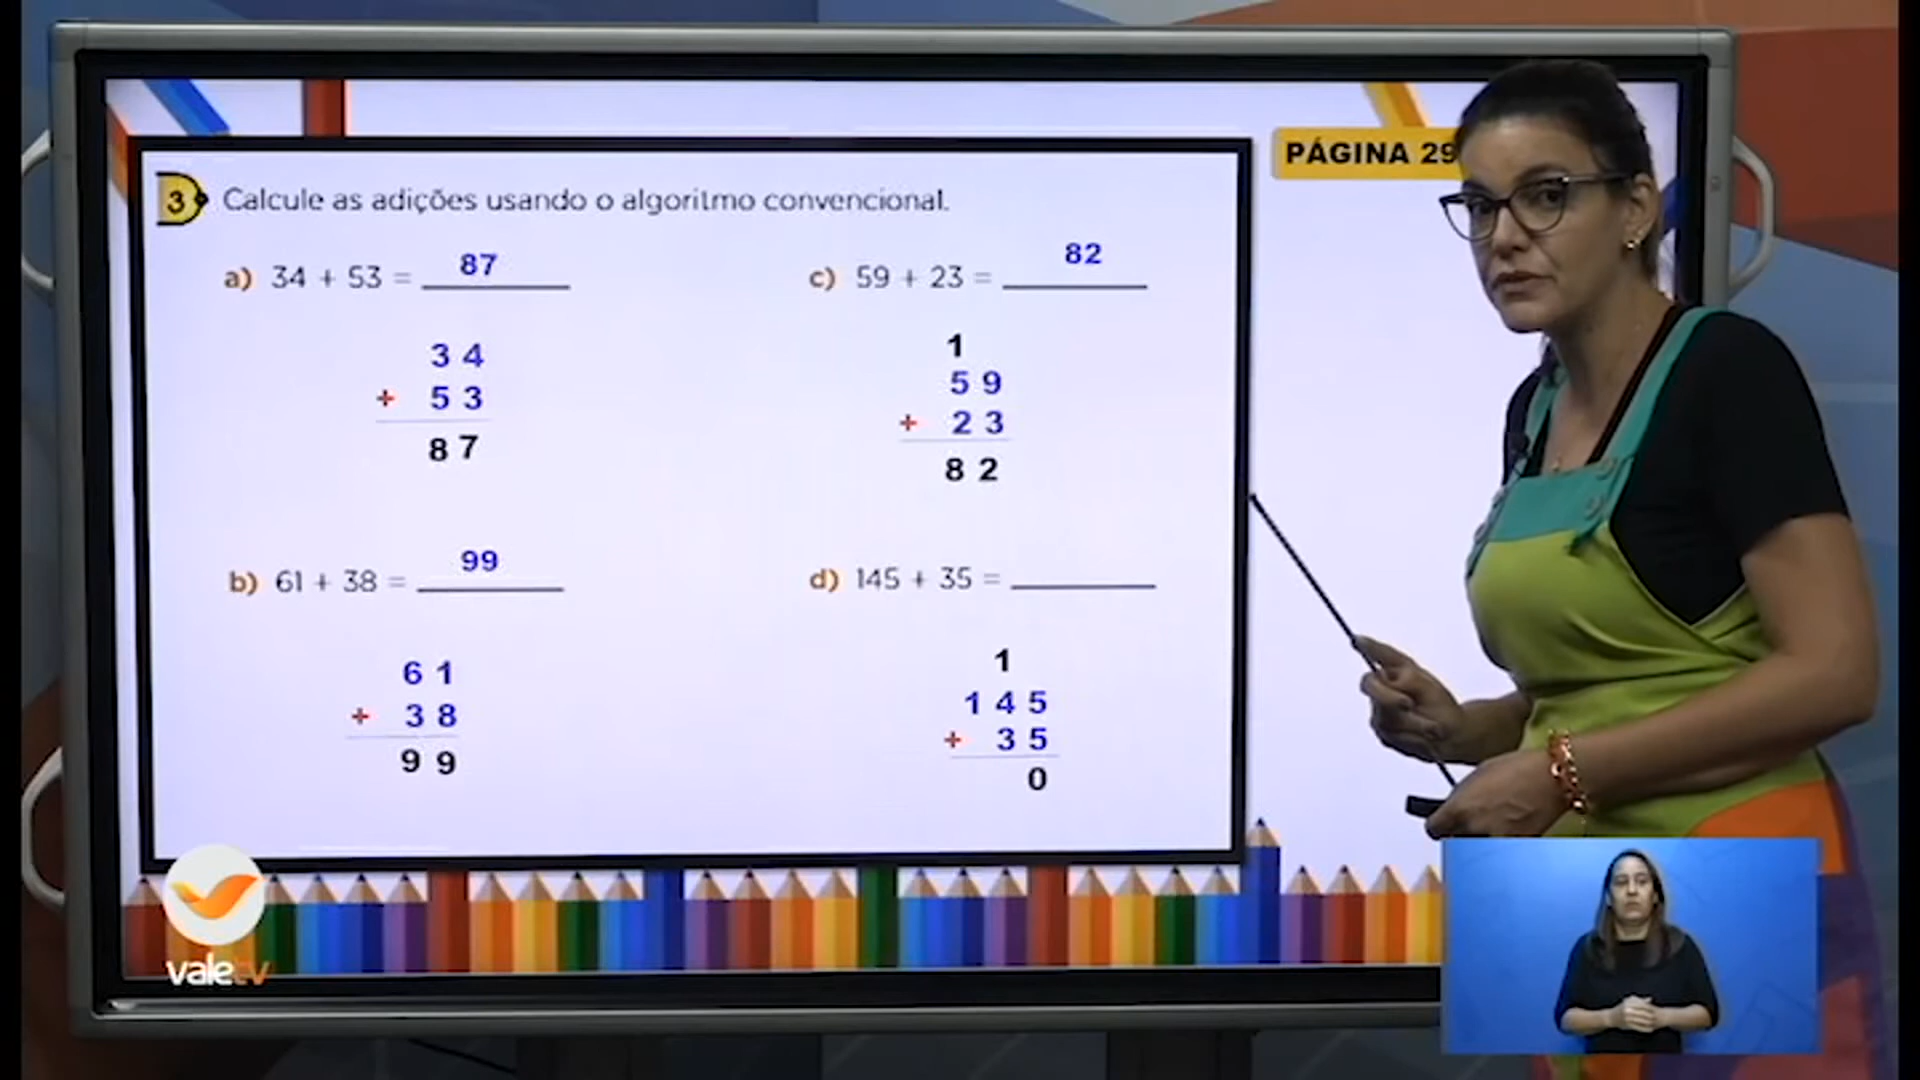 PÁGINA 29
3 Calcule as adições usando o algoritmo convencional.
a) 34 + 53 = 87
3 4
+ 5 3
8 7
b) 61 + 38 = 99
6 1
+ 3 8
9 9
c) 59 + 23 = 82
1
5 9
+ 2 3
8 2
d) 145 + 35 = ______
1
1 4 5
+ 3 5
0
valetv